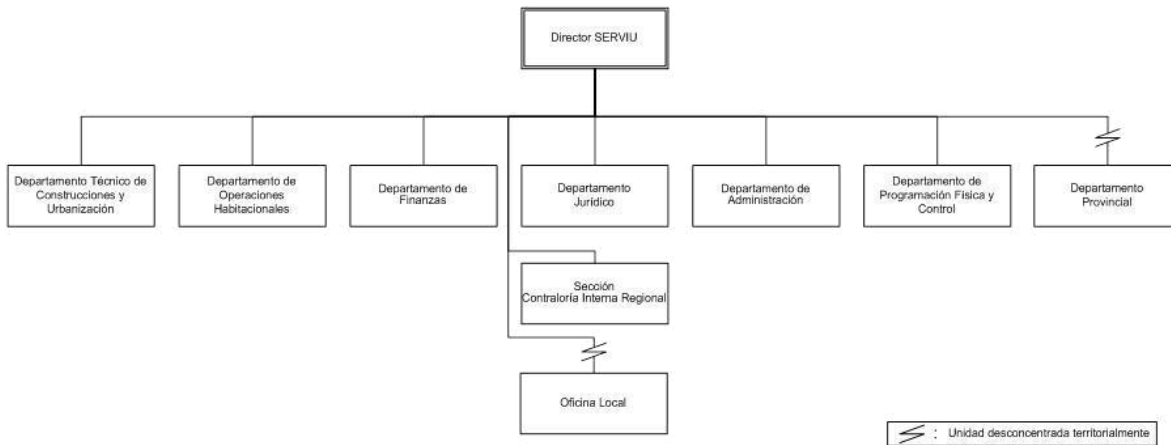 Director SERVIU
Departamento Técnico de
Construcciones y
Urbanización
Departamento de
Operaciones
Habitacionales
Departamento de
Finanzas
Departamento
Jurídico
Departamento de
Administración
Departamento de
Programación Física y
Control
Departamento
Provincial
Sección
Contraloría Interna Regional
Oficina Local
: Unidad desconcentrada territorialmente